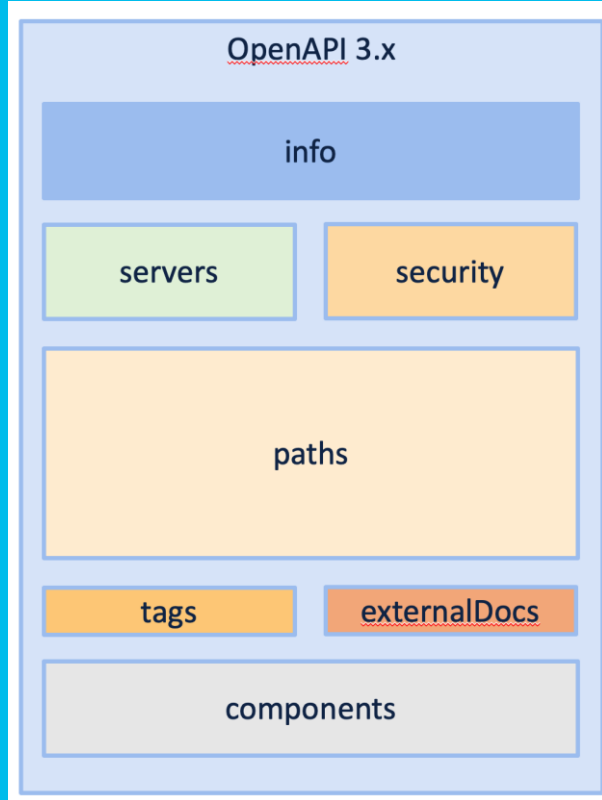 OpenAPI 3.x
info
servers
security
paths
tags
externalDocs
components